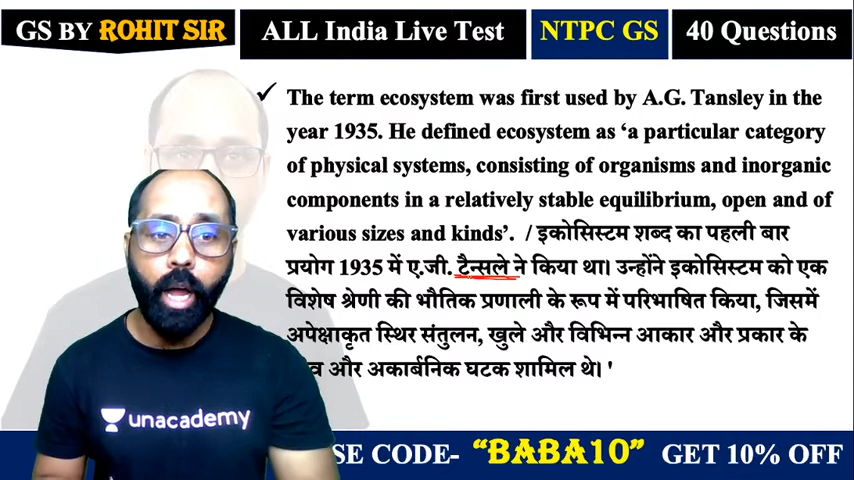 GS BY ROHIT SIR
ALL India Live Test
NTPC GS
40 Questions
The term ecosystem was first used by A.G. Tansley in the
year 1935. He defined ecosystem as ‘a particular category
of physical systems, consisting of organisms and inorganic
components in a relatively stable equilibrium, open and of
various sizes and kinds’. / इकोसिस्टम शब्द का पहली बार
प्रयोग 1935 में ए.जी. टैन्सले ने किया था। उन्होंने इकोसिस्टम को एक
विशेष श्रेणी की भौतिक प्रणाली के रूप में परिभाषित किया, जिसमें
अपेक्षाकृत स्थिर संतुलन, खुले और विभिन्न आकार और प्रकार के
और अकार्बनिक घटक शामिल थे। '
unacademy
SE CODE- “BABA10” GET 10% OFF